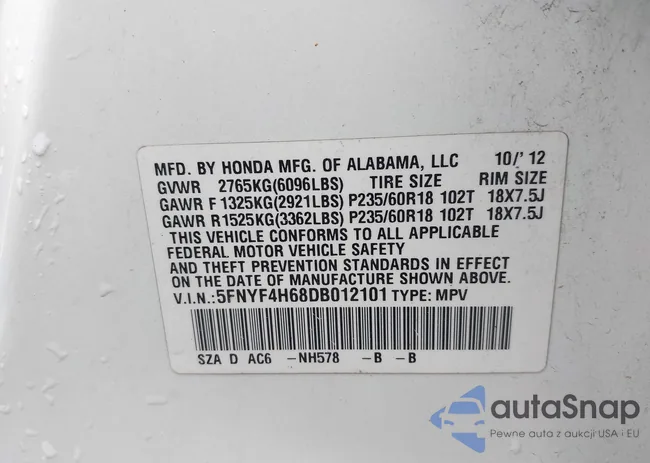 MFD. BY HONDA MFG. OF ALABAMA, LLC 10/'12
GVWR 2765KG(6096LBS) TIRE SIZE RIM SIZE
GAWR F 1325KG(2921LBS) P235/60R18 102T 18X7.5J
GAWR R 1525KG(3362LBS) P235/60R18 102T 18X7.5J
THIS VEHICLE CONFORMS TO ALL APPLICABLE
FEDERAL MOTOR VEHICLE SAFETY
AND THEFT PREVENTION STANDARDS IN EFFECT
ON THE DATE OF MANUFACTURE SHOWN ABOVE.
V.I.N.:5FNYF4H68DB012101 TYPE: MPV
SZA D AC6 -NH578 -B -B
autaSnap
Pewne auta z aukcji USA i EU